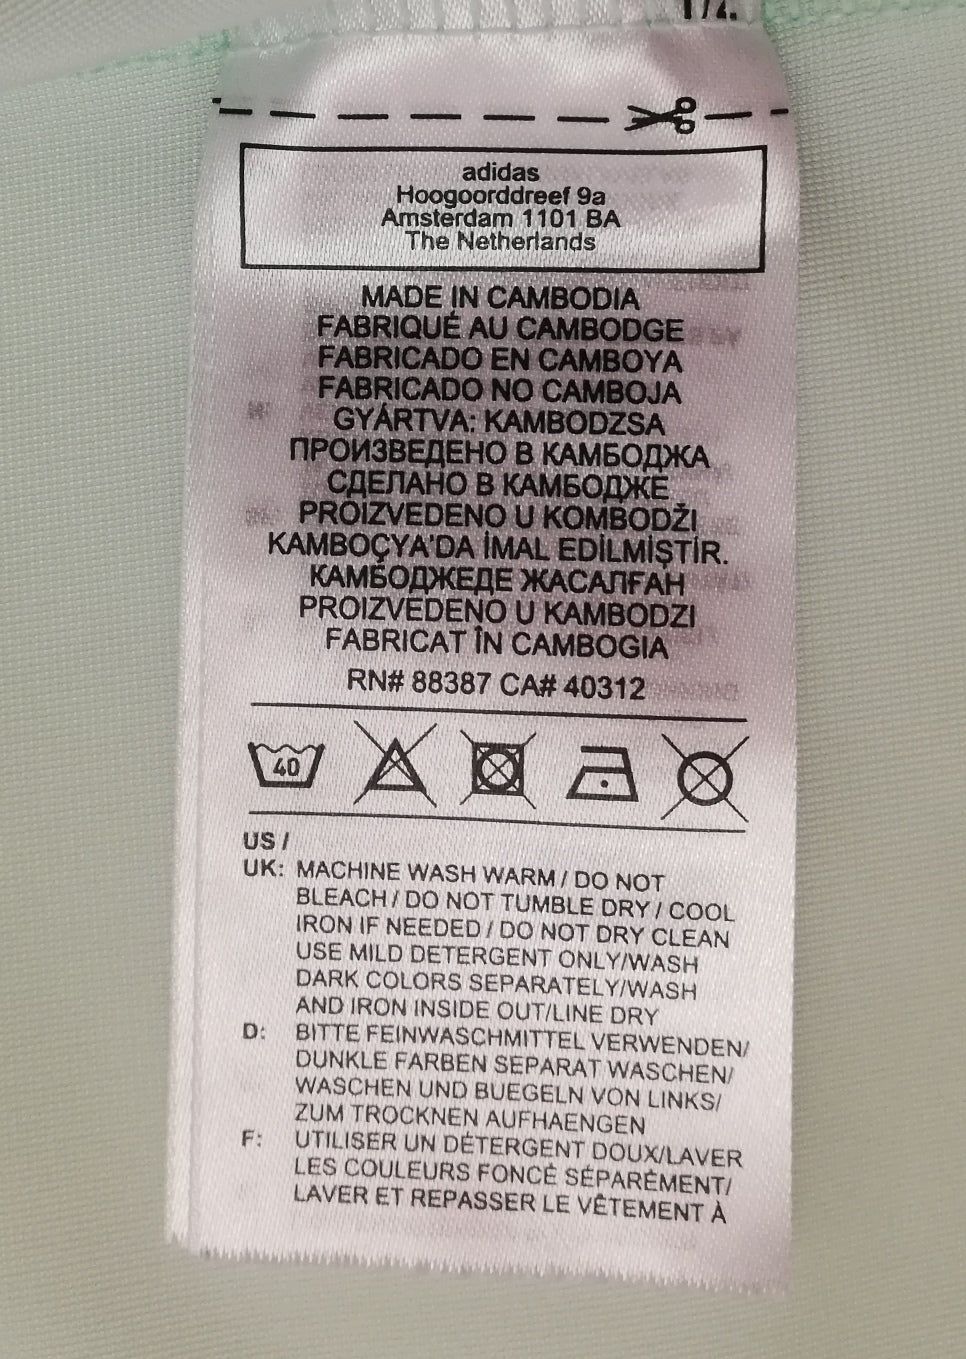 adidas
Hoogoorddreef 9a
Amsterdam 1101 BA
The Netherlands
MADE IN CAMBODIA
FABRIQUÉ AU CAMBODGE
FABRICADO EN CAMBOYA
FABRICADO NO CAMBOJA
GYÁRTVA: KAMBODZSA
ПРОИЗВЕДЕНО В КАМБОДЖА
СДЕЛАНО В КАМБОДЖЕ
PROIZVEDENO U KOMBODŽI
KAMBOÇYA'DA İMAL EDİLMİŞTİR.
КАМБОДЖЕДЕ ЖАСАЛҒАН
PROIZVEDENO U KAMBODZI
FABRICAT ÎN CAMBOGIA
RN# 88387 CA# 40312
40
US /
UK: MACHINE WASH WARM / DO NOT
BLEACH / DO NOT TUMBLE DRY / COOL
IRON IF NEEDED / DO NOT DRY CLEAN
USE MILD DETERGENT ONLY/WASH
DARK COLORS SEPARATELY/WASH
AND IRON INSIDE OUT/LINE DRY
D: BITTE FEINWASCHMITTEL VERWENDEN/
DUNKLE FARBEN SEPARAT WASCHEN/
WASCHEN UND BUEGELN VON LINKS/
ZUM TROCKNEN AUFHAENGEN
F: UTILISER UN DÉTERGENT DOUX/LAVER
LES COULEURS FONCÉ SÉPARÉMENT/
LAVER ET REPASSER LE VÊTEMENT À